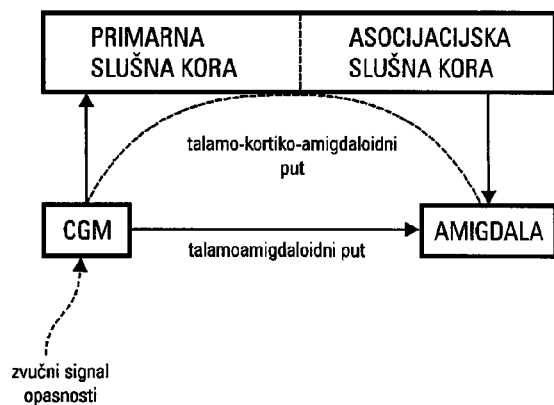 PRIMARNA
SLUŠNA KORA
ASOCIJACIJSKA
SLUŠNA KORA
talamo-kortiko-amigdaloidni
put
CGM
AMIGDALA
talamoamigdaloidni put
zvučni signal
opasnosti